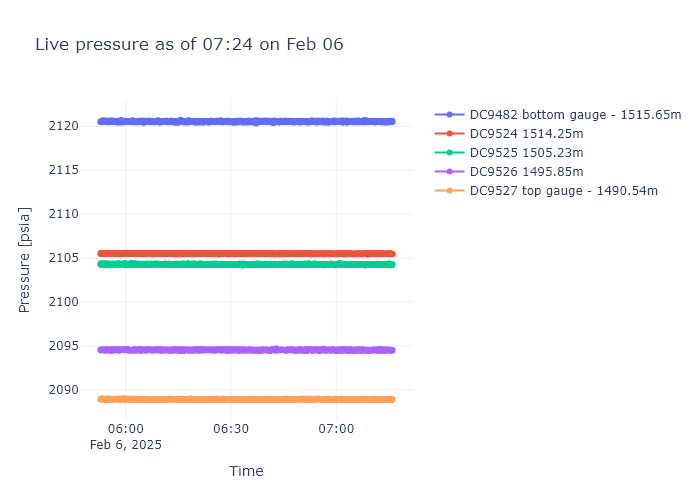 Live pressure as of 07:24 on Feb 06
DC9482 bottom gauge - 1515.65m
DC9524 1514.25m
DC9525 1505.23m
DC9526 1495.85m
DC9527 top gauge - 1490.54m
Pressure [psia]
2120
2115
2110
2105
2100
2095
2090
06:00
06:30
07:00
Feb 6, 2025
Time